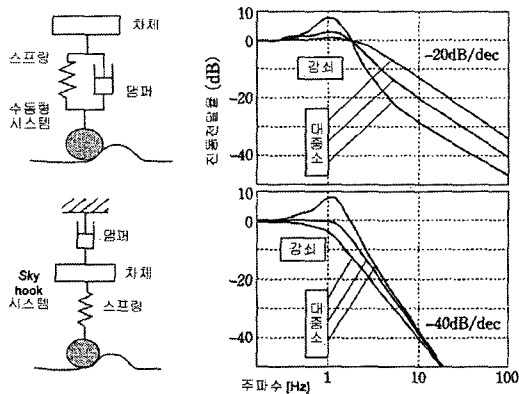 차체
스프링
댐퍼
수동형
시스템
진동전달율 (dB)
10
0
-20
-40
-20dB/dec
감쇠
대중소
댐퍼
Sky
hook
시스템
차체
스프링
10
0
-20
-40
감쇠
대중소
-40dB/dec
1
10
100
주파수 [Hz]